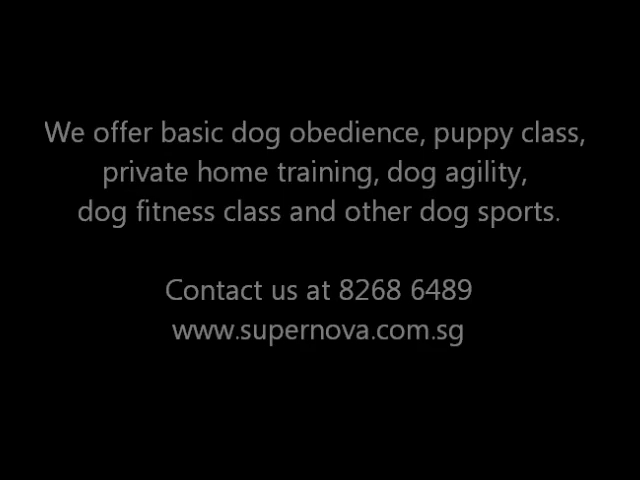 We offer basic dog obedience, puppy class,
private home training, dog agility,
dog fitness class and other dog sports.
Contact us at 8268 6489
www.supernova.com.sg